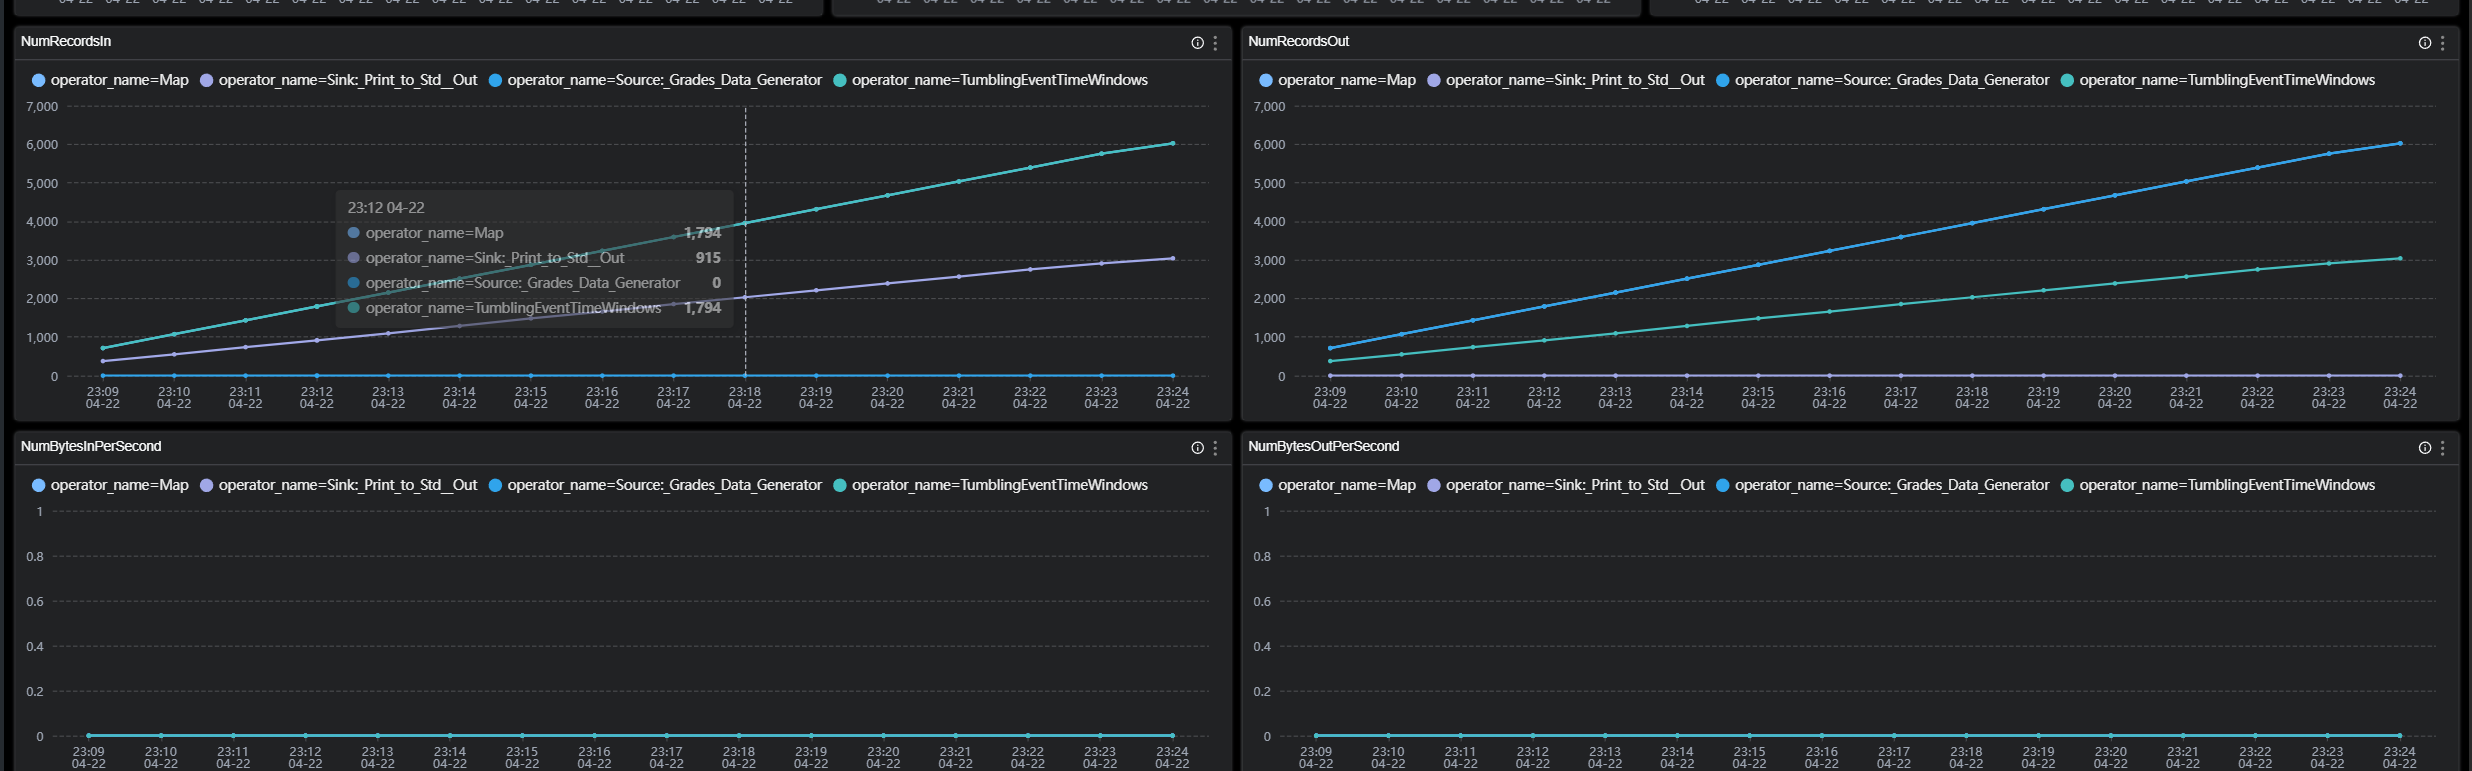 NumRecordsIn
operator_name=Map operator_name=Sink:_Print_to_Std__Out operator_name=Source:_Grades_Data_Generator operator_name=TumblingEventTimeWindows
7,000
6,000
5,000
4,000
3,000
2,000
1,000
0
23:12 04-22
operator_name=Map 1,794
operator_name=Sink:_Print_to_Std__Out 915
operator_name=Source:_Grades_Data_Generator 0
operator_name=TumblingEventTimeWindows 1,794
23:09 23:10 23:11 23:12 23:13 23:14 23:15 23:16 23:17 23:18 23:19 23:20 23:21 23:22 23:23 23:24
04-22 04-22 04-22 04-22 04-22 04-22 04-22 04-22 04-22 04-22 04-22 04-22 04-22 04-22 04-22 04-22
NumRecordsOut
operator_name=Map operator_name=Sink:_Print_to_Std__Out operator_name=Source:_Grades_Data_Generator operator_name=TumblingEventTimeWindows
7,000
6,000
5,000
4,000
3,000
2,000
1,000
0
23:09 23:10 23:11 23:12 23:13 23:14 23:15 23:16 23:17 23:18 23:19 23:20 23:21 23:22 23:23 23:24
04-22 04-22 04-22 04-22 04-22 04-22 04-22 04-22 04-22 04-22 04-22 04-22 04-22 04-22 04-22 04-22
NumBytesInPerSecond
operator_name=Map operator_name=Sink:_Print_to_Std__Out operator_name=Source:_Grades_Data_Generator operator_name=TumblingEventTimeWindows
1
0.8
0.6
0.4
0.2
0
23:09 23:10 23:11 23:12 23:13 23:14 23:15 23:16 23:17 23:18 23:19 23:20 23:21 23:22 23:23 23:24
04-22 04-22 04-22 04-22 04-22 04-22 04-22 04-22 04-22 04-22 04-22 04-22 04-22 04-22 04-22 04-22
NumBytesOutPerSecond
operator_name=Map operator_name=Sink:_Print_to_Std__Out operator_name=Source:_Grades_Data_Generator operator_name=TumblingEventTimeWindows
1
0.8
0.6
0.4
0.2
0
23:09 23:10 23:11 23:12 23:13 23:14 23:15 23:16 23:17 23:18 23:19 23:20 23:21 23:22 23:23 23:24
04-22 04-22 04-22 04-22 04-22 04-22 04-22 04-22 04-22 04-22 04-22 04-22 04-22 04-22 04-22 04-22